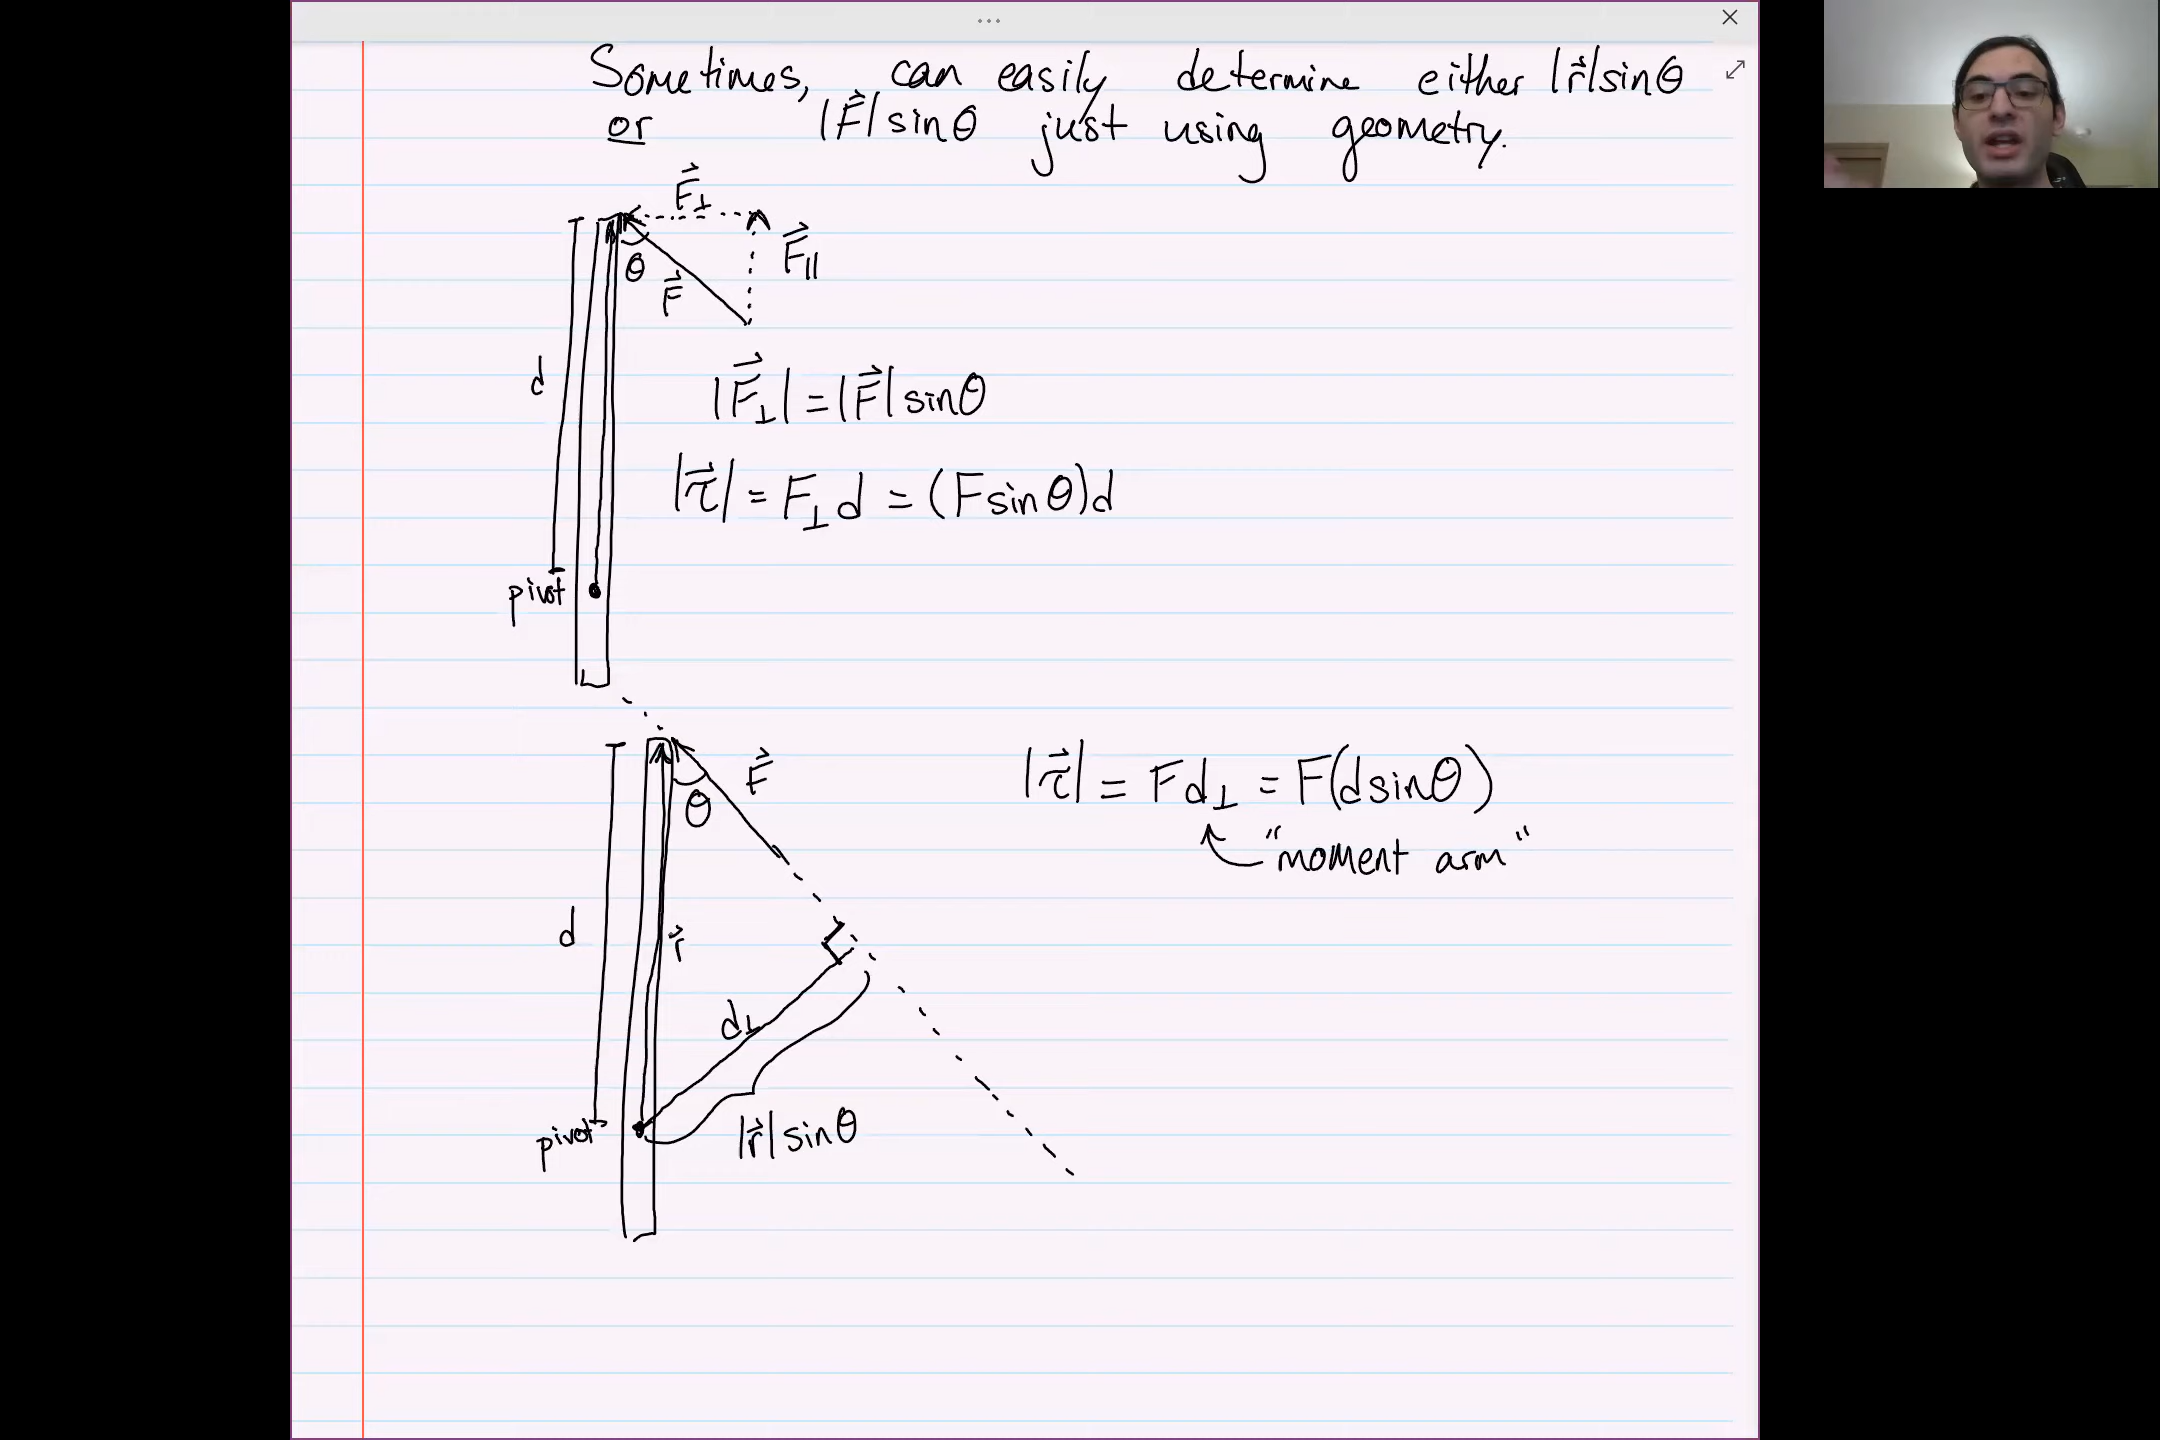 Sometimes, can easily determine either |r⃗|sinθ
or |F⃗|sinθ just using geometry.
F⃗⊥
F⃗||
θ
F⃗
d
|F⃗⊥| = |F⃗|sinθ
|τ⃗| = F⊥d = (Fsinθ)d
pivot
F⃗
|τ⃗| = Fd⊥ = F(dsinθ)
θ
"moment arm"
d
r⃗
d⊥
pivot
|r⃗|sinθ